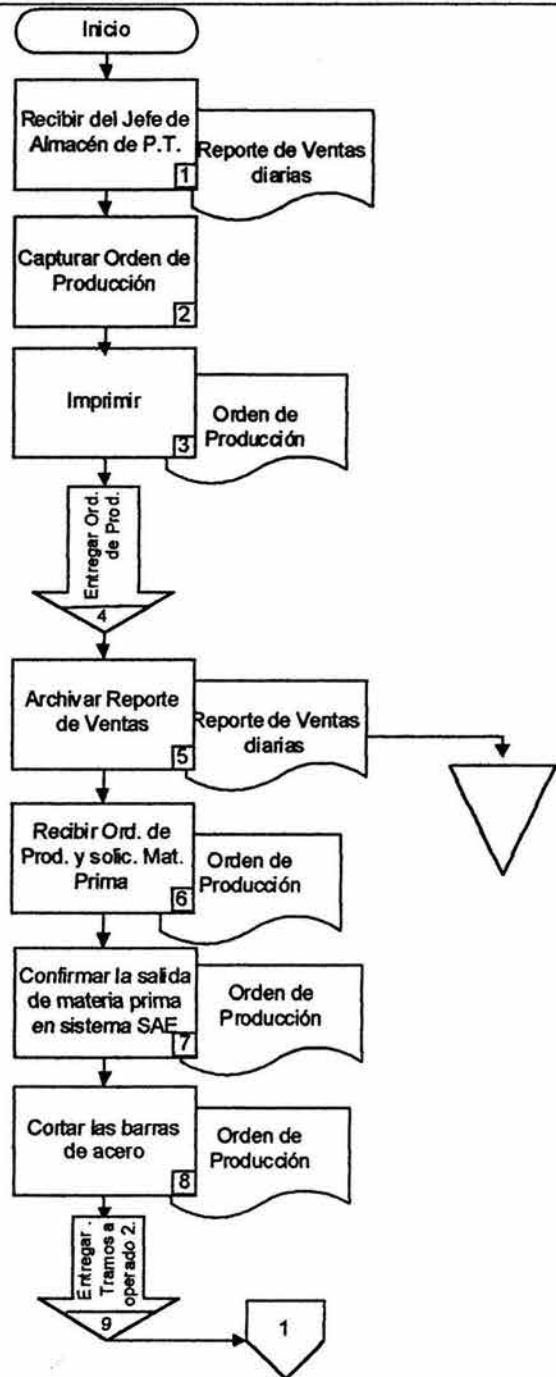 Inicio
Recibir del Jefe de
Almacén de P.T.
1
Reporte de Ventas
diarias
Capturar Orden de
Producción
2
Imprimir
3
Orden de
Producción
Entregar Ord.
de Prod.
4
Archivar Reporte
de Ventas
5
Reporte de Ventas
diarias
Recibir Ord. de
Prod. y solic. Mat.
Prima
6
Orden de
Producción
Confirmar la salida
de materia prima
en sistema SAE
7
Orden de
Producción
Cortar las barras
de acero
8
Orden de
Producción
Entregar .
Tramos a
operado 2.
9
1